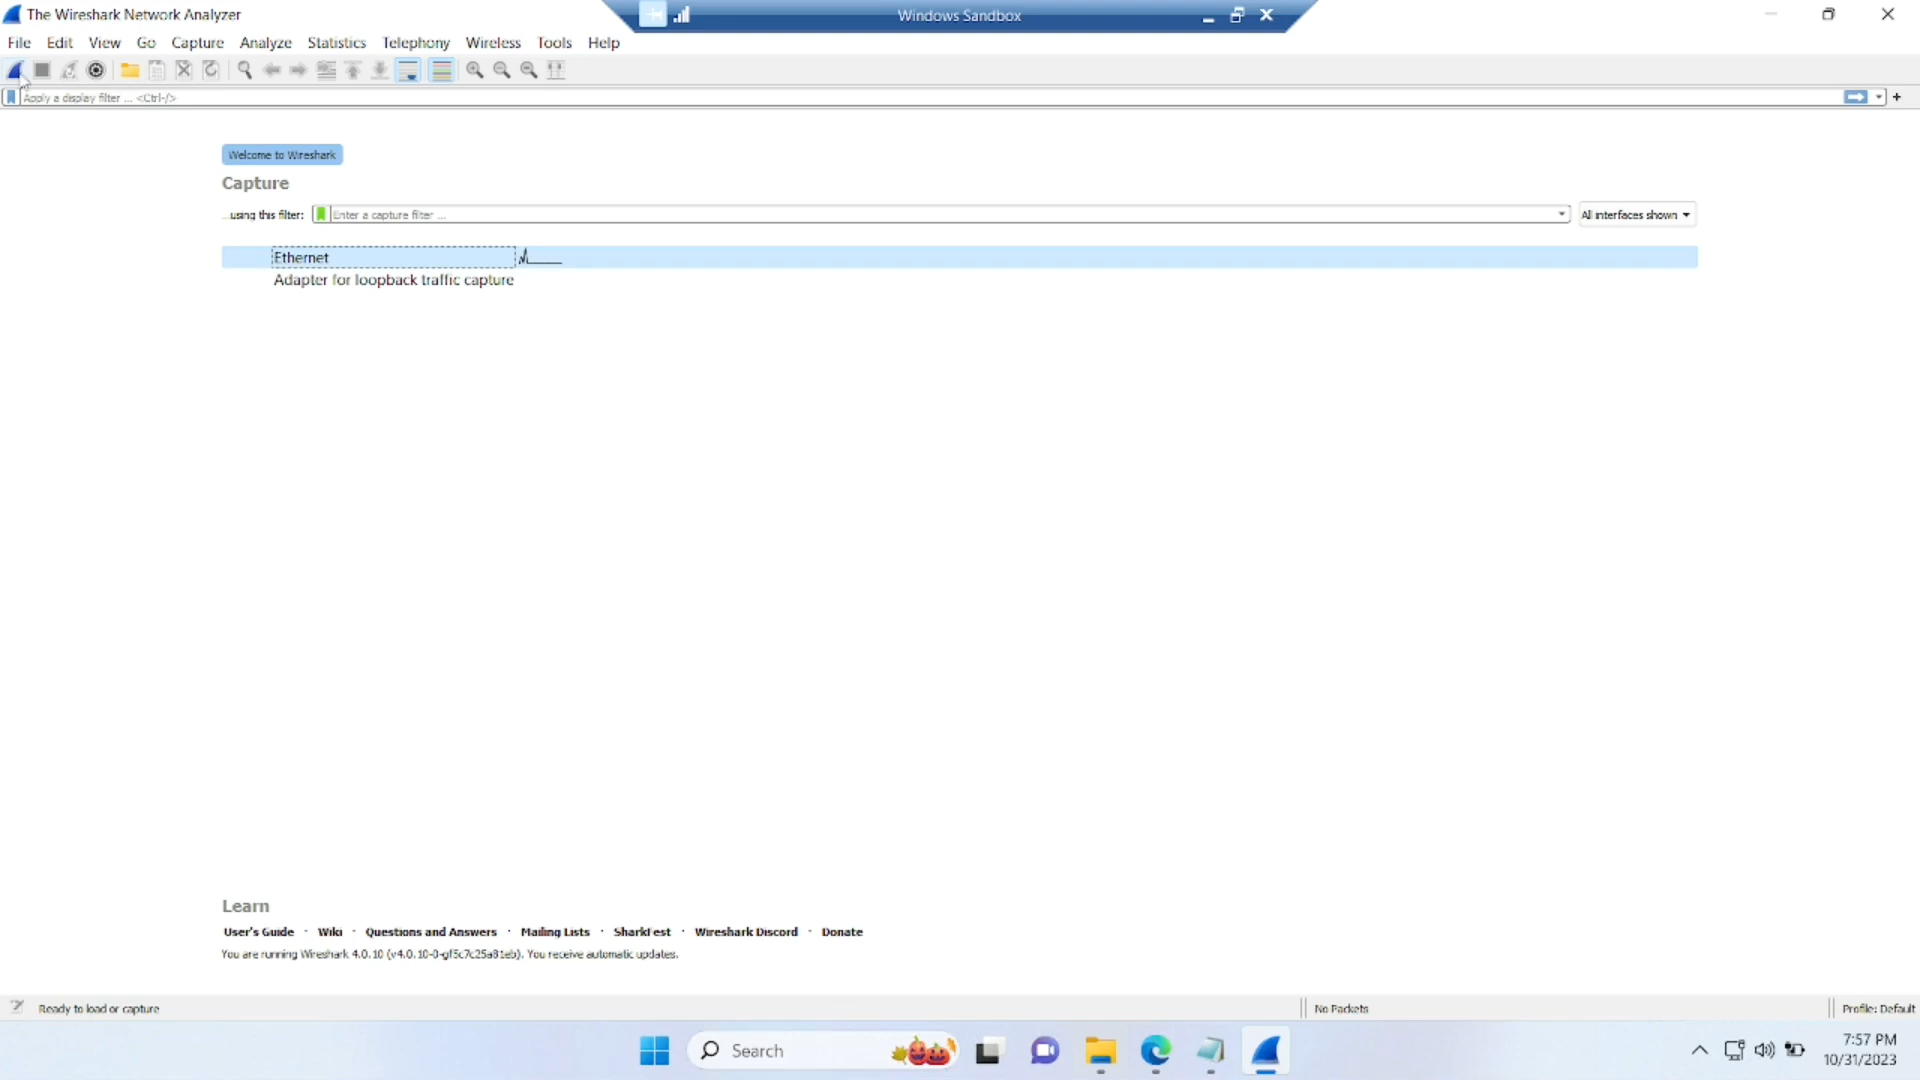 The Wireshark Network Analyzer
Windows Sandbox
File Edit View Go Capture Analyze Statistics Telephony Wireless Tools Help
Apply a display filter ... <Ctrl-/>
Welcome to Wireshark
Capture
...using this filter: Enter a capture filter ... All interfaces shown
Ethernet
Adapter for loopback traffic capture
Learn
User's Guide · Wiki · Questions and Answers · Mailing Lists · SharkFest · Wireshark Discord · Donate
You are running Wireshark 4.0.10 (v4.0.10-0-gf5c7c25a81eb). You receive automatic updates.
Ready to load or capture
No Packets
Profile: Default
Search
7:57 PM
10/31/2023